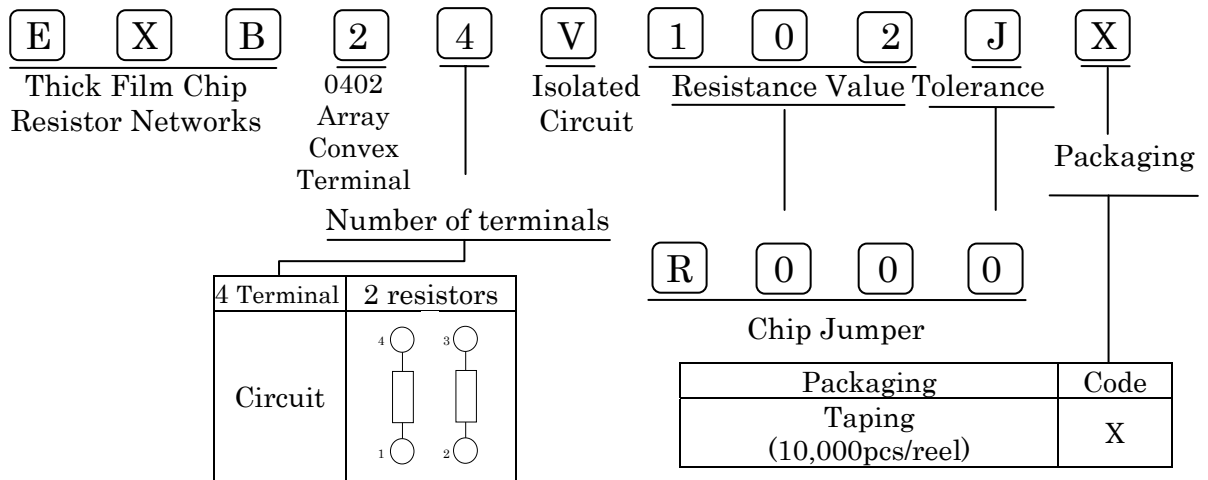 E X B 2 4 V 1 0 2 J X
Thick Film Chip
Resistor Networks
0402
Array
Convex
Terminal
Isolated
Circuit
Resistance Value
Tolerance
Packaging
Number of terminals
R 0 0 0
Chip Jumper
4 Terminal 2 resistors
Circuit
4 3
1 2
Packaging Code
Taping
(10,000pcs/reel)
X